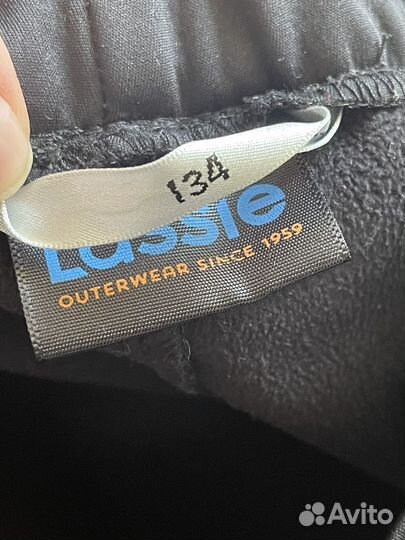 134
Lassie
OUTERWEAR SINCE 1959
Avito